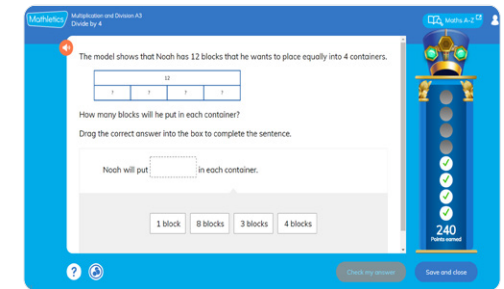 Mathletics
Multiplication and Division A3
Divide by 4
Maths A-Z
The model shows that Noah has 12 blocks that he wants to place equally into 4 containers.
12
? ? ? ?
How many blocks will he put in each container?
Drag the correct answer into the box to complete the sentence.
Noah will put in each container.
1 block 8 blocks 3 blocks 4 blocks
240
Points earned
? Check my answer Save and close